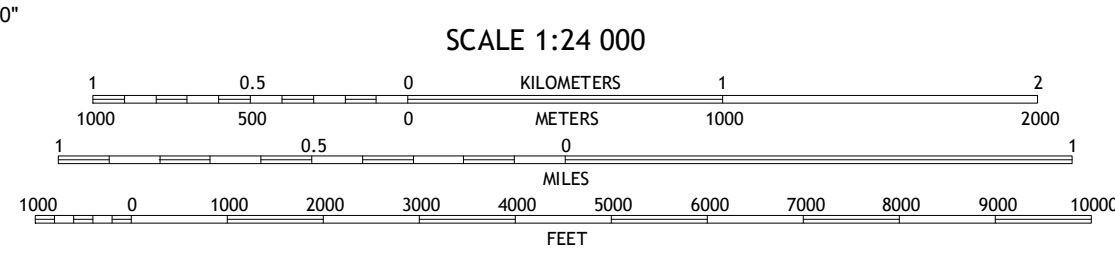 0"
SCALE 1:24 000
1 0.5 0 KILOMETERS 1 2
1000 500 0 METERS 1000 2000
1 0.5 0 1
MILES
1000 0 1000 2000 3000 4000 5000 6000 7000 8000 9000 10000
FEET